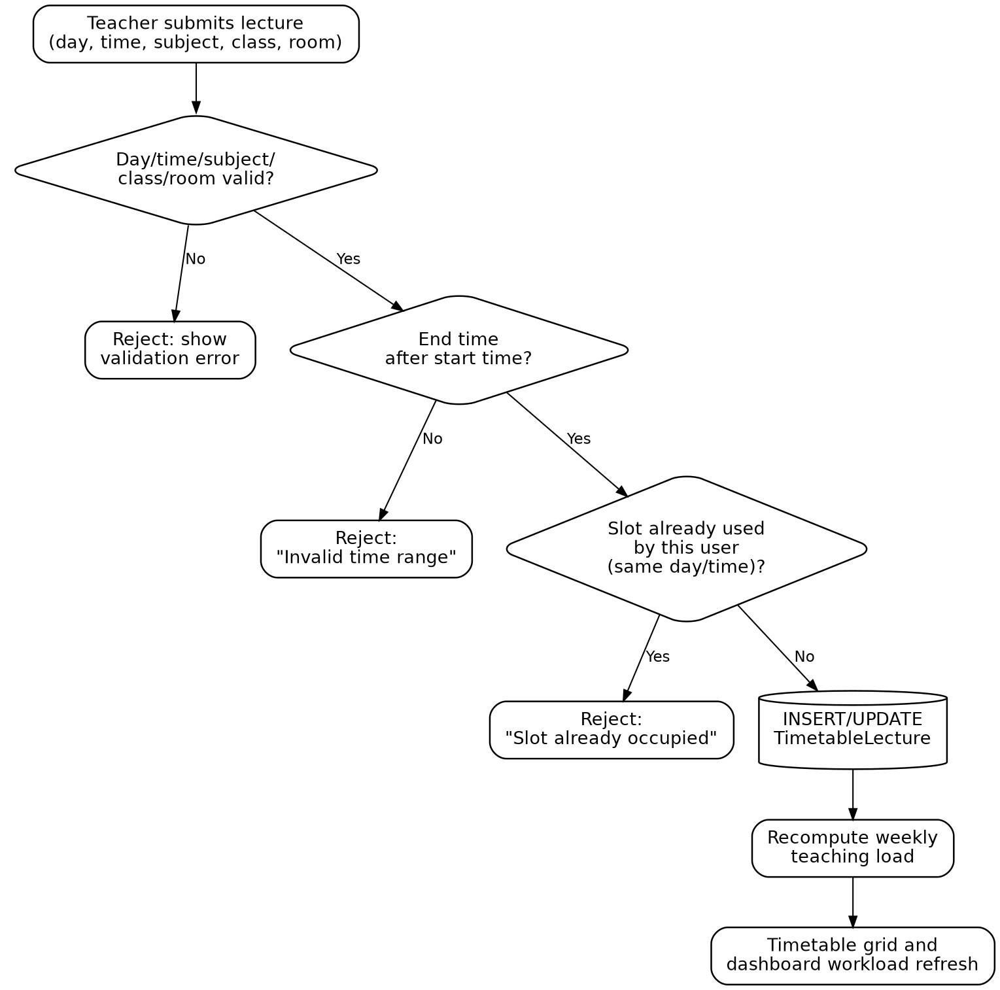 Teacher submits lecture
(day, time, subject, class, room)
Day/time/subject/
class/room valid?
No
Yes
Reject: show
validation error
End time
after start time?
No
Yes
Reject:
"Invalid time range"
Slot already used
by this user
(same day/time)?
Yes
No
Reject:
"Slot already occupied"
INSERT/UPDATE
TimetableLecture
Recompute weekly
teaching load
Timetable grid and
dashboard workload refresh